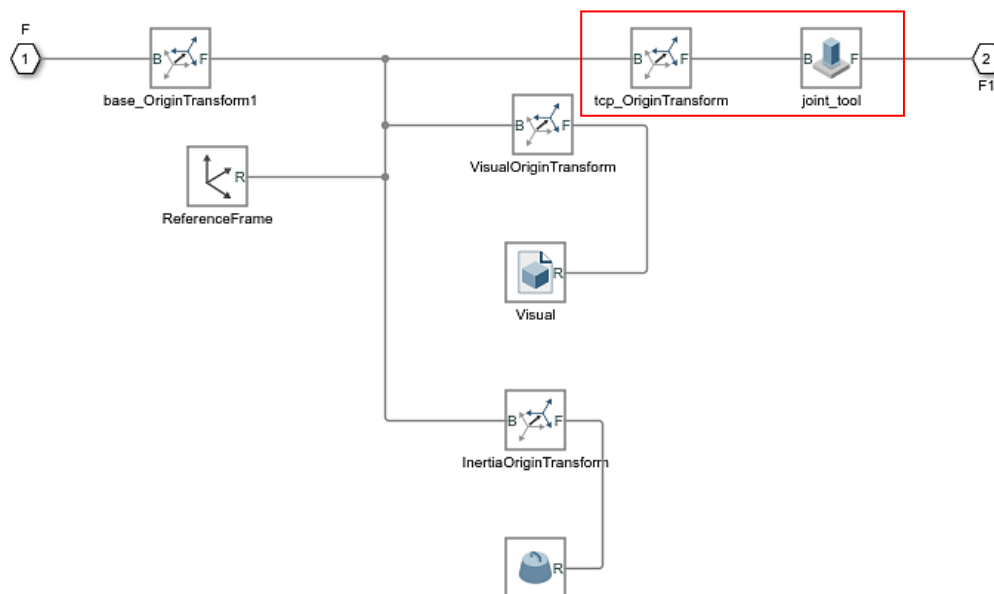 F
1
B F
base_OriginTransform1
B F
tcp_OriginTransform
B F
joint_tool
2
F1
B F
VisualOriginTransform
R
ReferenceFrame
R
Visual
B F
InertiaOriginTransform
R